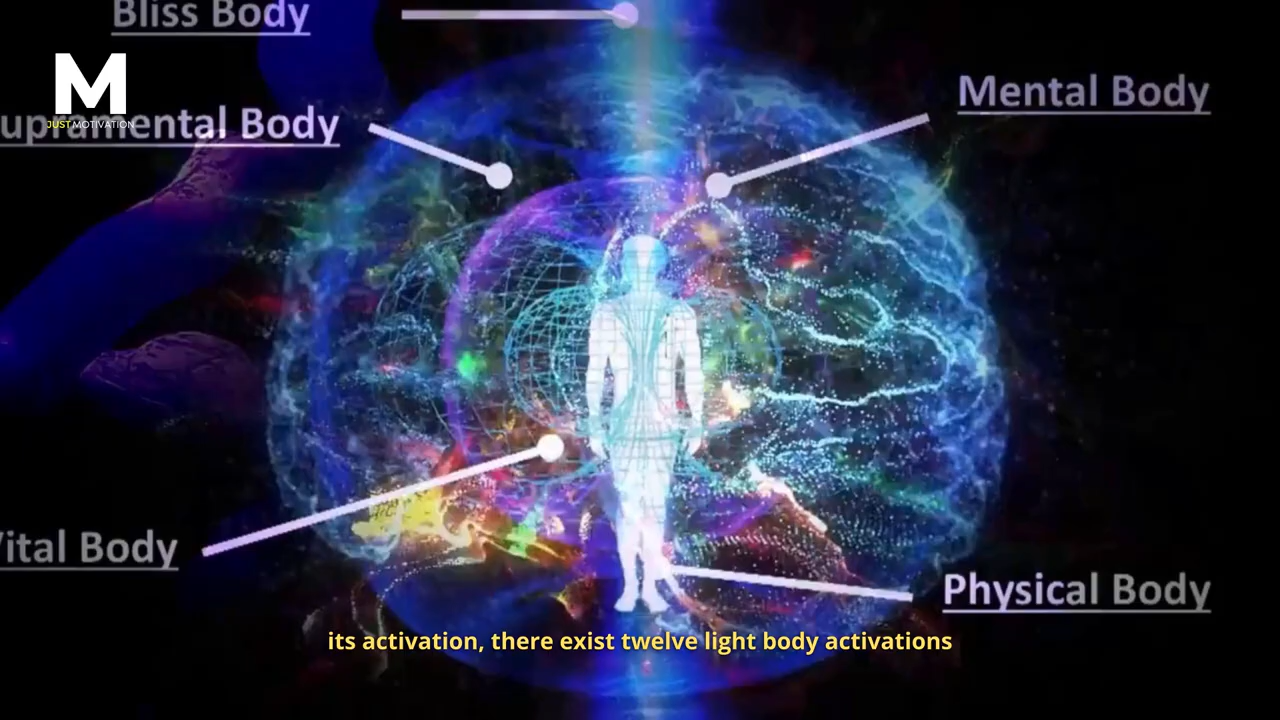 Bliss Body
M
JUST MOTIVATION
upramental Body
Mental Body
ital Body
Physical Body
its activation, there exist twelve light body activations